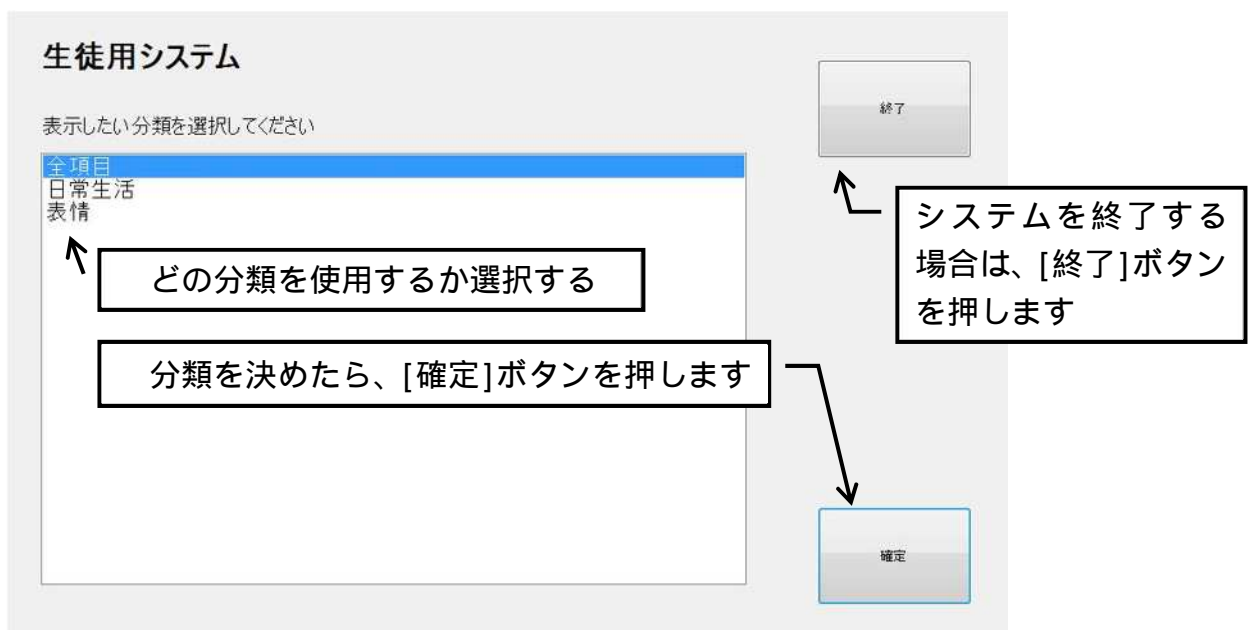 生徒用システム
終了
表示したい分類を選択してください
全項目
日常生活
表情
システムを終了する
場合は、[終了]ボタン
を押します
どの分類を使用するか選択する
分類を決めたら、[確定]ボタンを押します
確定